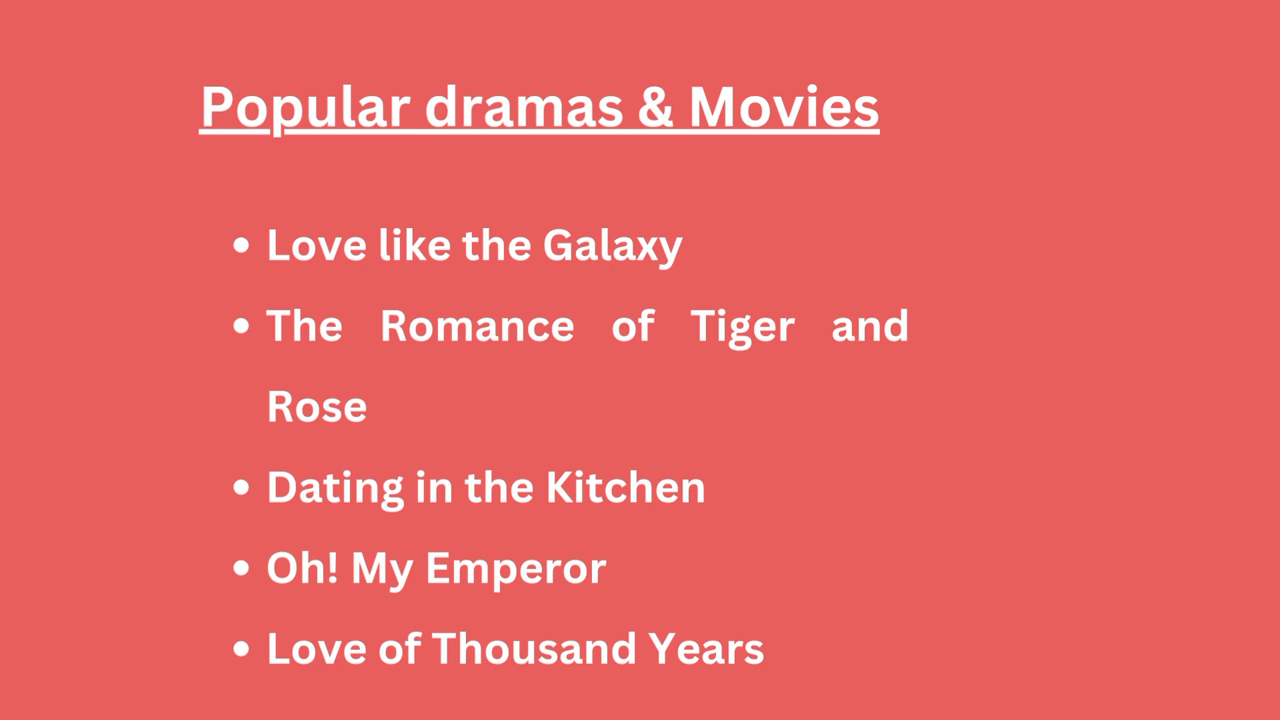 Popular dramas & Movies
• Love like the Galaxy
• The Romance of Tiger and
Rose
• Dating in the Kitchen
• Oh! My Emperor
• Love of Thousand Years